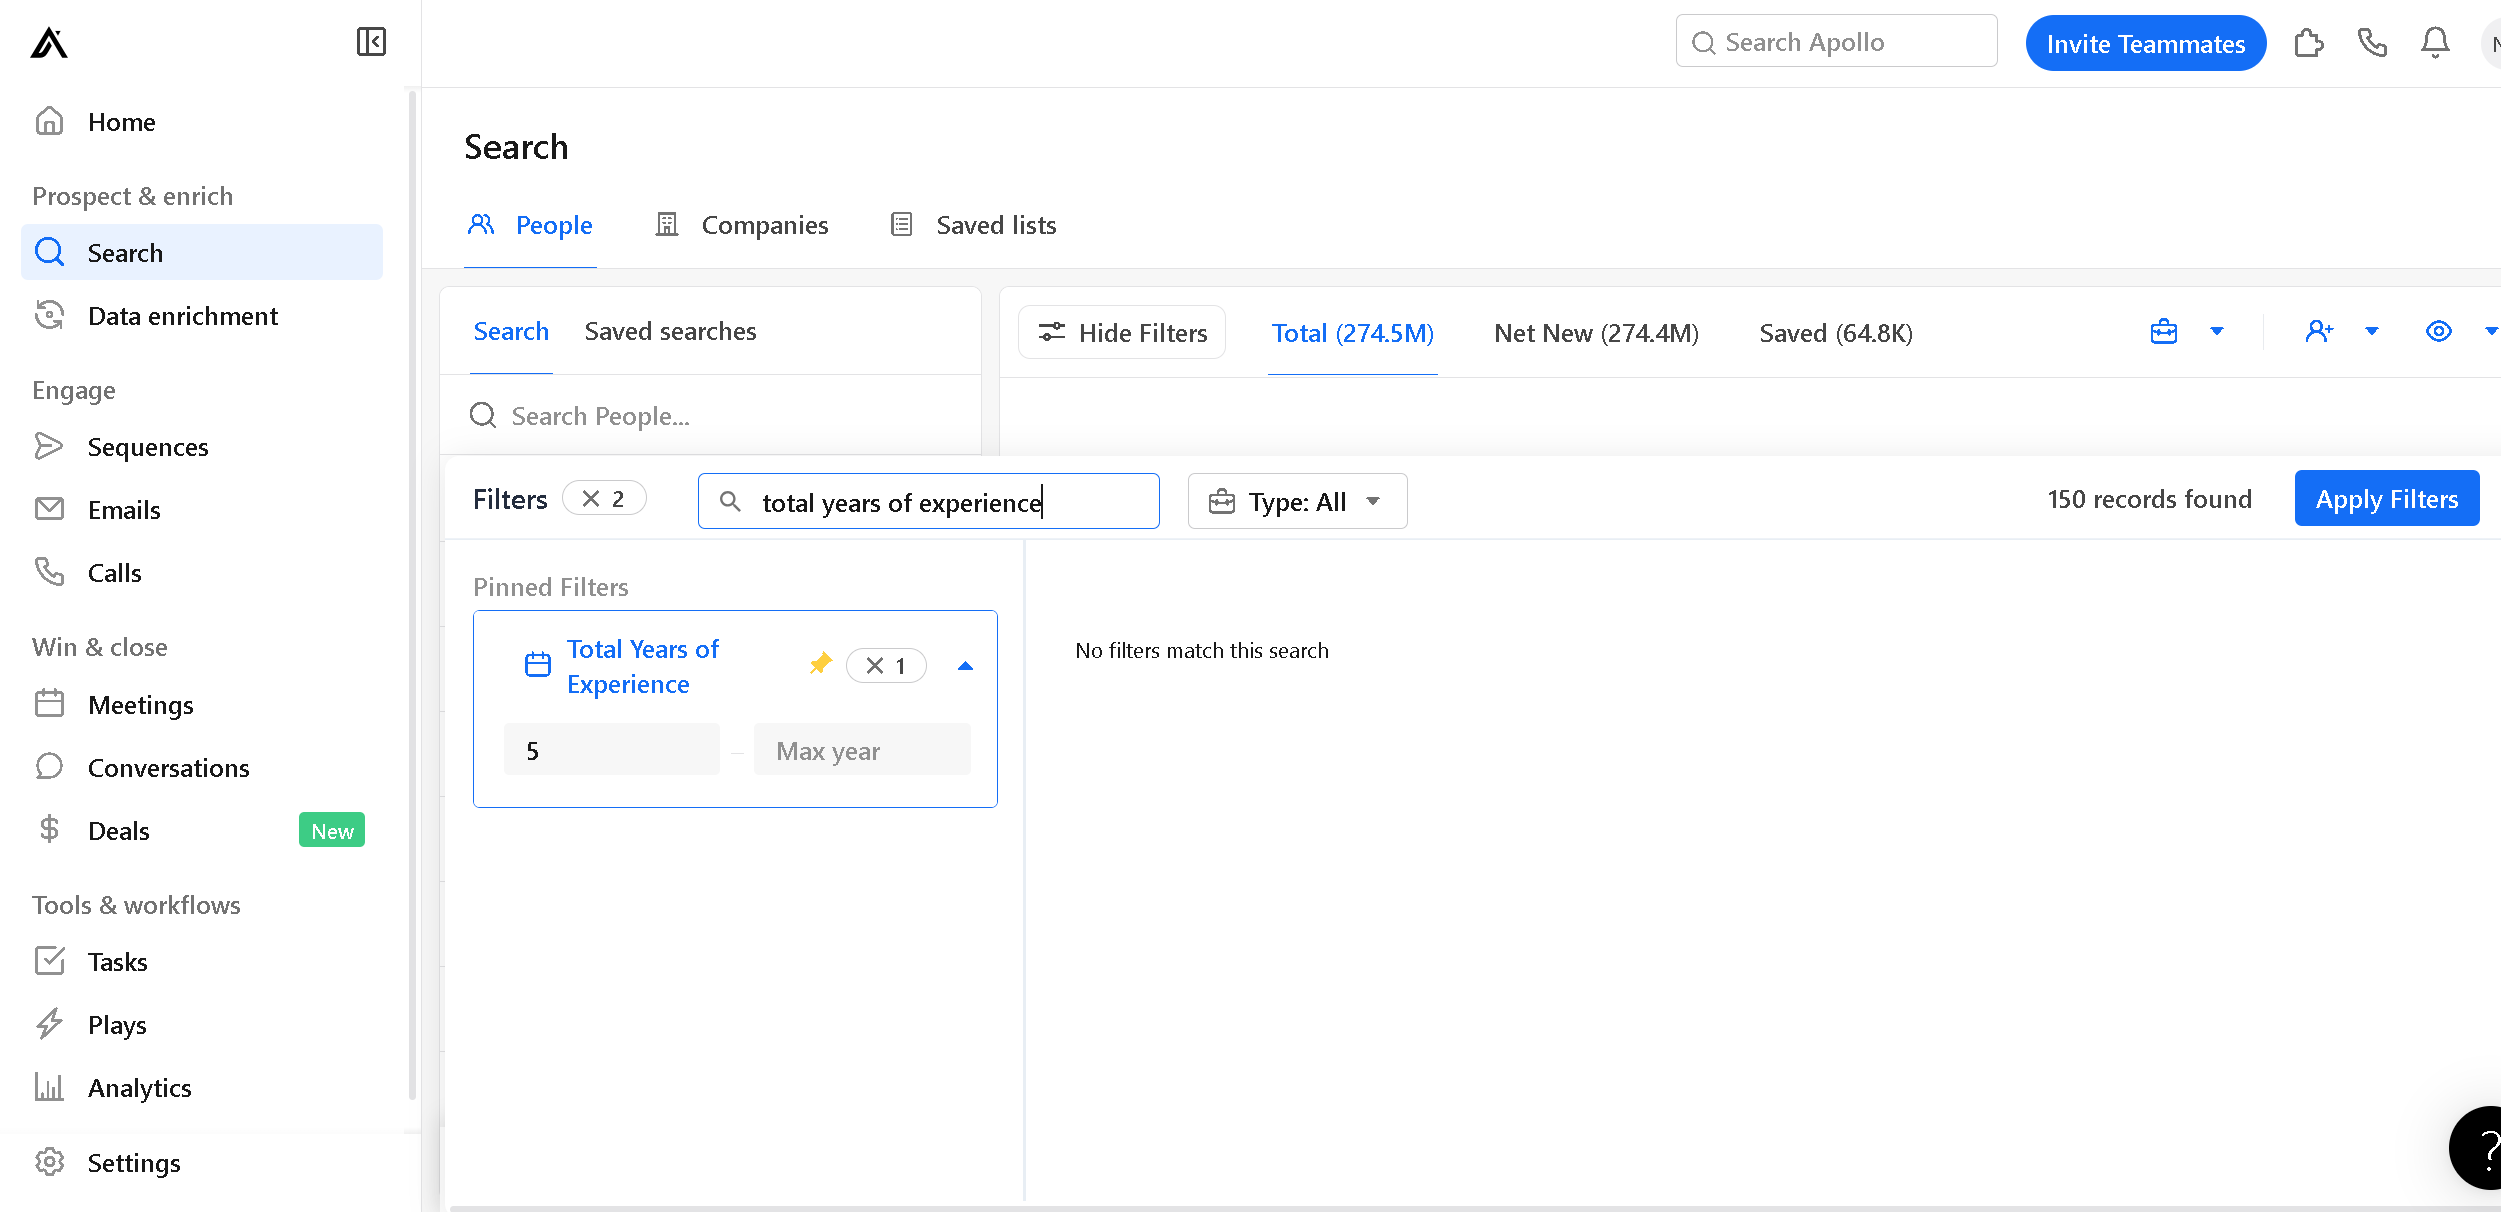 Home
Prospect & enrich
Search
Data enrichment
Engage
Sequences
Emails
Calls
Win & close
Meetings
Conversations
Deals
New
Tools & workflows
Tasks
Plays
Analytics
Settings
Search Apollo
Invite Teammates
N
Search
People
Companies
Saved lists
Search
Saved searches
Search People...
Hide Filters
Total (274.5M)
Net New (274.4M)
Saved (64.8K)
Filters
2
total years of experience
Type: All
150 records found
Apply Filters
Pinned Filters
Total Years of
Experience
1
5
–
Max year
No filters match this search
?